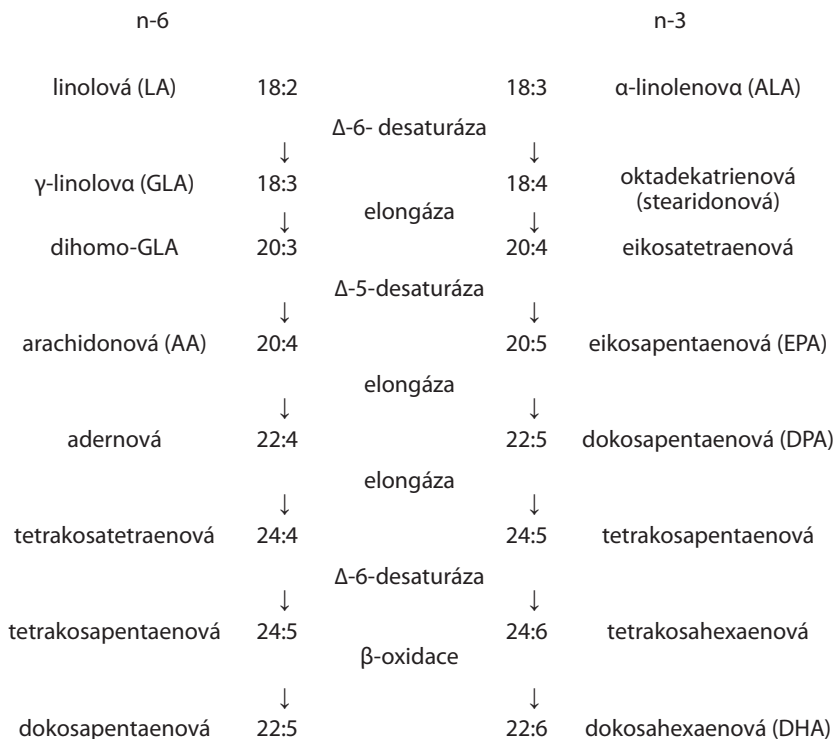 n-6 n-3
linolová (LA) 18:2 18:3 α-linolenovα (ALA)
Δ-6- desaturáza
↓ ↓
γ-linolovα (GLA) 18:3 18:4 oktadekatrienová
(stearidonová)
elongáza
↓ ↓
dihomo-GLA 20:3 20:4 eikosatetraenová
Δ-5-desaturáza
↓ ↓
arachidonová (AA) 20:4 20:5 eikosapentaenová (EPA)
elongáza
↓ ↓
adernová 22:4 22:5 dokosapentaenová (DPA)
elongáza
↓ ↓
tetrakosatetraenová 24:4 24:5 tetrakosapentaenová
Δ-6-desaturáza
↓ ↓
tetrakosapentaenová 24:5 24:6 tetrakosahexaenová
β-oxidace
↓ ↓
dokosapentaenová 22:5 22:6 dokosahexaenová (DHA)